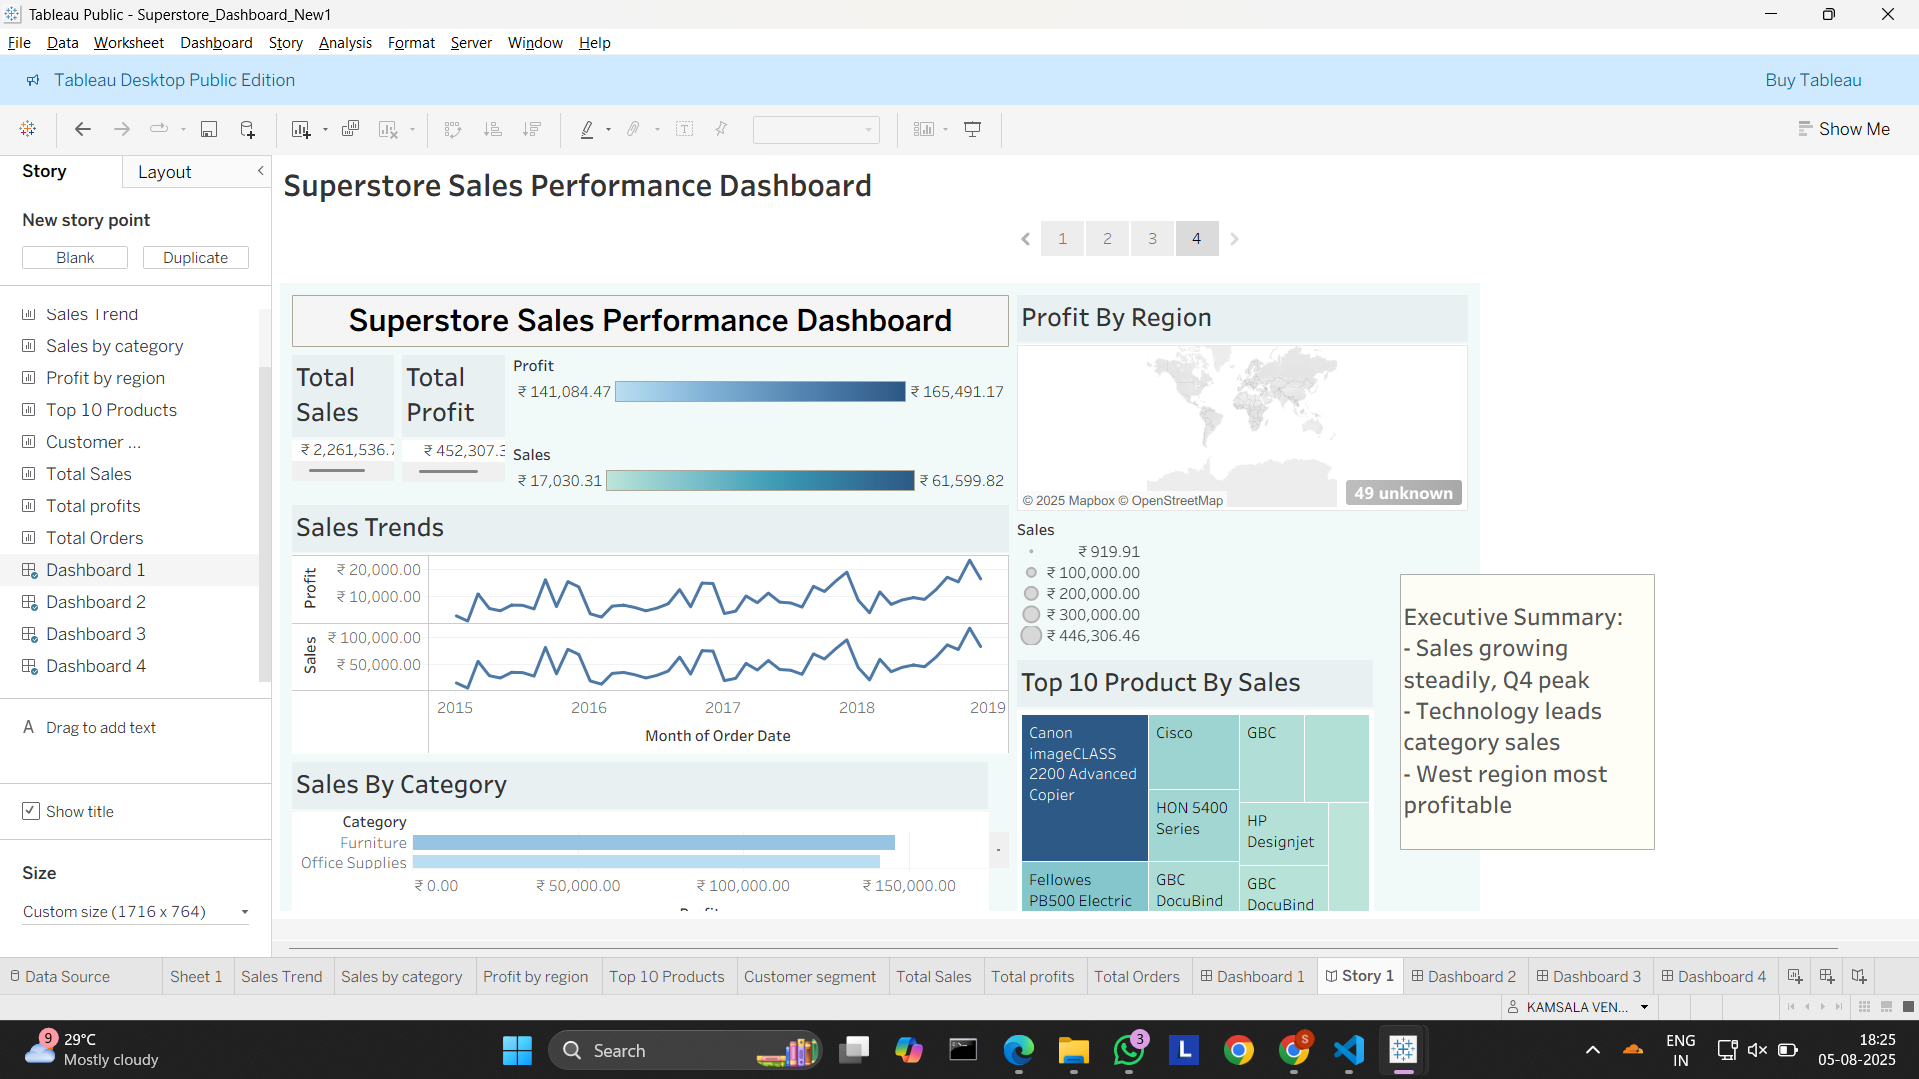 Tableau Public - Superstore_Dashboard_New1
File Data Worksheet Dashboard Story Analysis Format Server Window Help
Tableau Desktop Public Edition
Buy Tableau
Show Me
Story
Layout
New story point
Blank
Duplicate
Sales Trend
Sales by category
Profit by region
Top 10 Products
Customer ...
Total Sales
Total profits
Total Orders
Dashboard 1
Dashboard 2
Dashboard 3
Dashboard 4
A Drag to add text
Show title
Size
Custom size (1716 x 764)
Superstore Sales Performance Dashboard
1 2 3 4
Superstore Sales Performance Dashboard
Total
Sales
₹ 2,261,536.7
Total
Profit
₹ 452,307.3
Profit
₹ 141,084.47 ₹ 165,491.17
Sales
₹ 17,030.31 ₹ 61,599.82
Sales Trends
Profit
₹ 20,000.00
₹ 10,000.00
Sales
₹ 100,000.00
₹ 50,000.00
2015 2016 2017 2018 2019
Month of Order Date
Sales By Category
Category
Furniture
Office Supplies
₹ 0.00 ₹ 50,000.00 ₹ 100,000.00 ₹ 150,000.00
Profit By Region
© 2025 Mapbox © OpenStreetMap
49 unknown
Sales
₹ 919.91
₹ 100,000.00
₹ 200,000.00
₹ 300,000.00
₹ 446,306.46
Top 10 Product By Sales
Canon
imageCLASS
2200 Advanced
Copier
Fellowes
PB500 Electric
Cisco
HON 5400
Series
GBC
DocuBind
GBC
HP
Designjet
GBC
DocuBind
Executive Summary:
- Sales growing
steadily, Q4 peak
- Technology leads
category sales
- West region most
profitable
Data Source Sheet 1 Sales Trend Sales by category Profit by region Top 10 Products Customer segment Total Sales Total profits Total Orders Dashboard 1 Story 1 Dashboard 2 Dashboard 3 Dashboard 4
KAMSALA VEN...
9
29°C
Mostly cloudy
Search
3
L
S
ENG
IN
18:25
05-08-2025